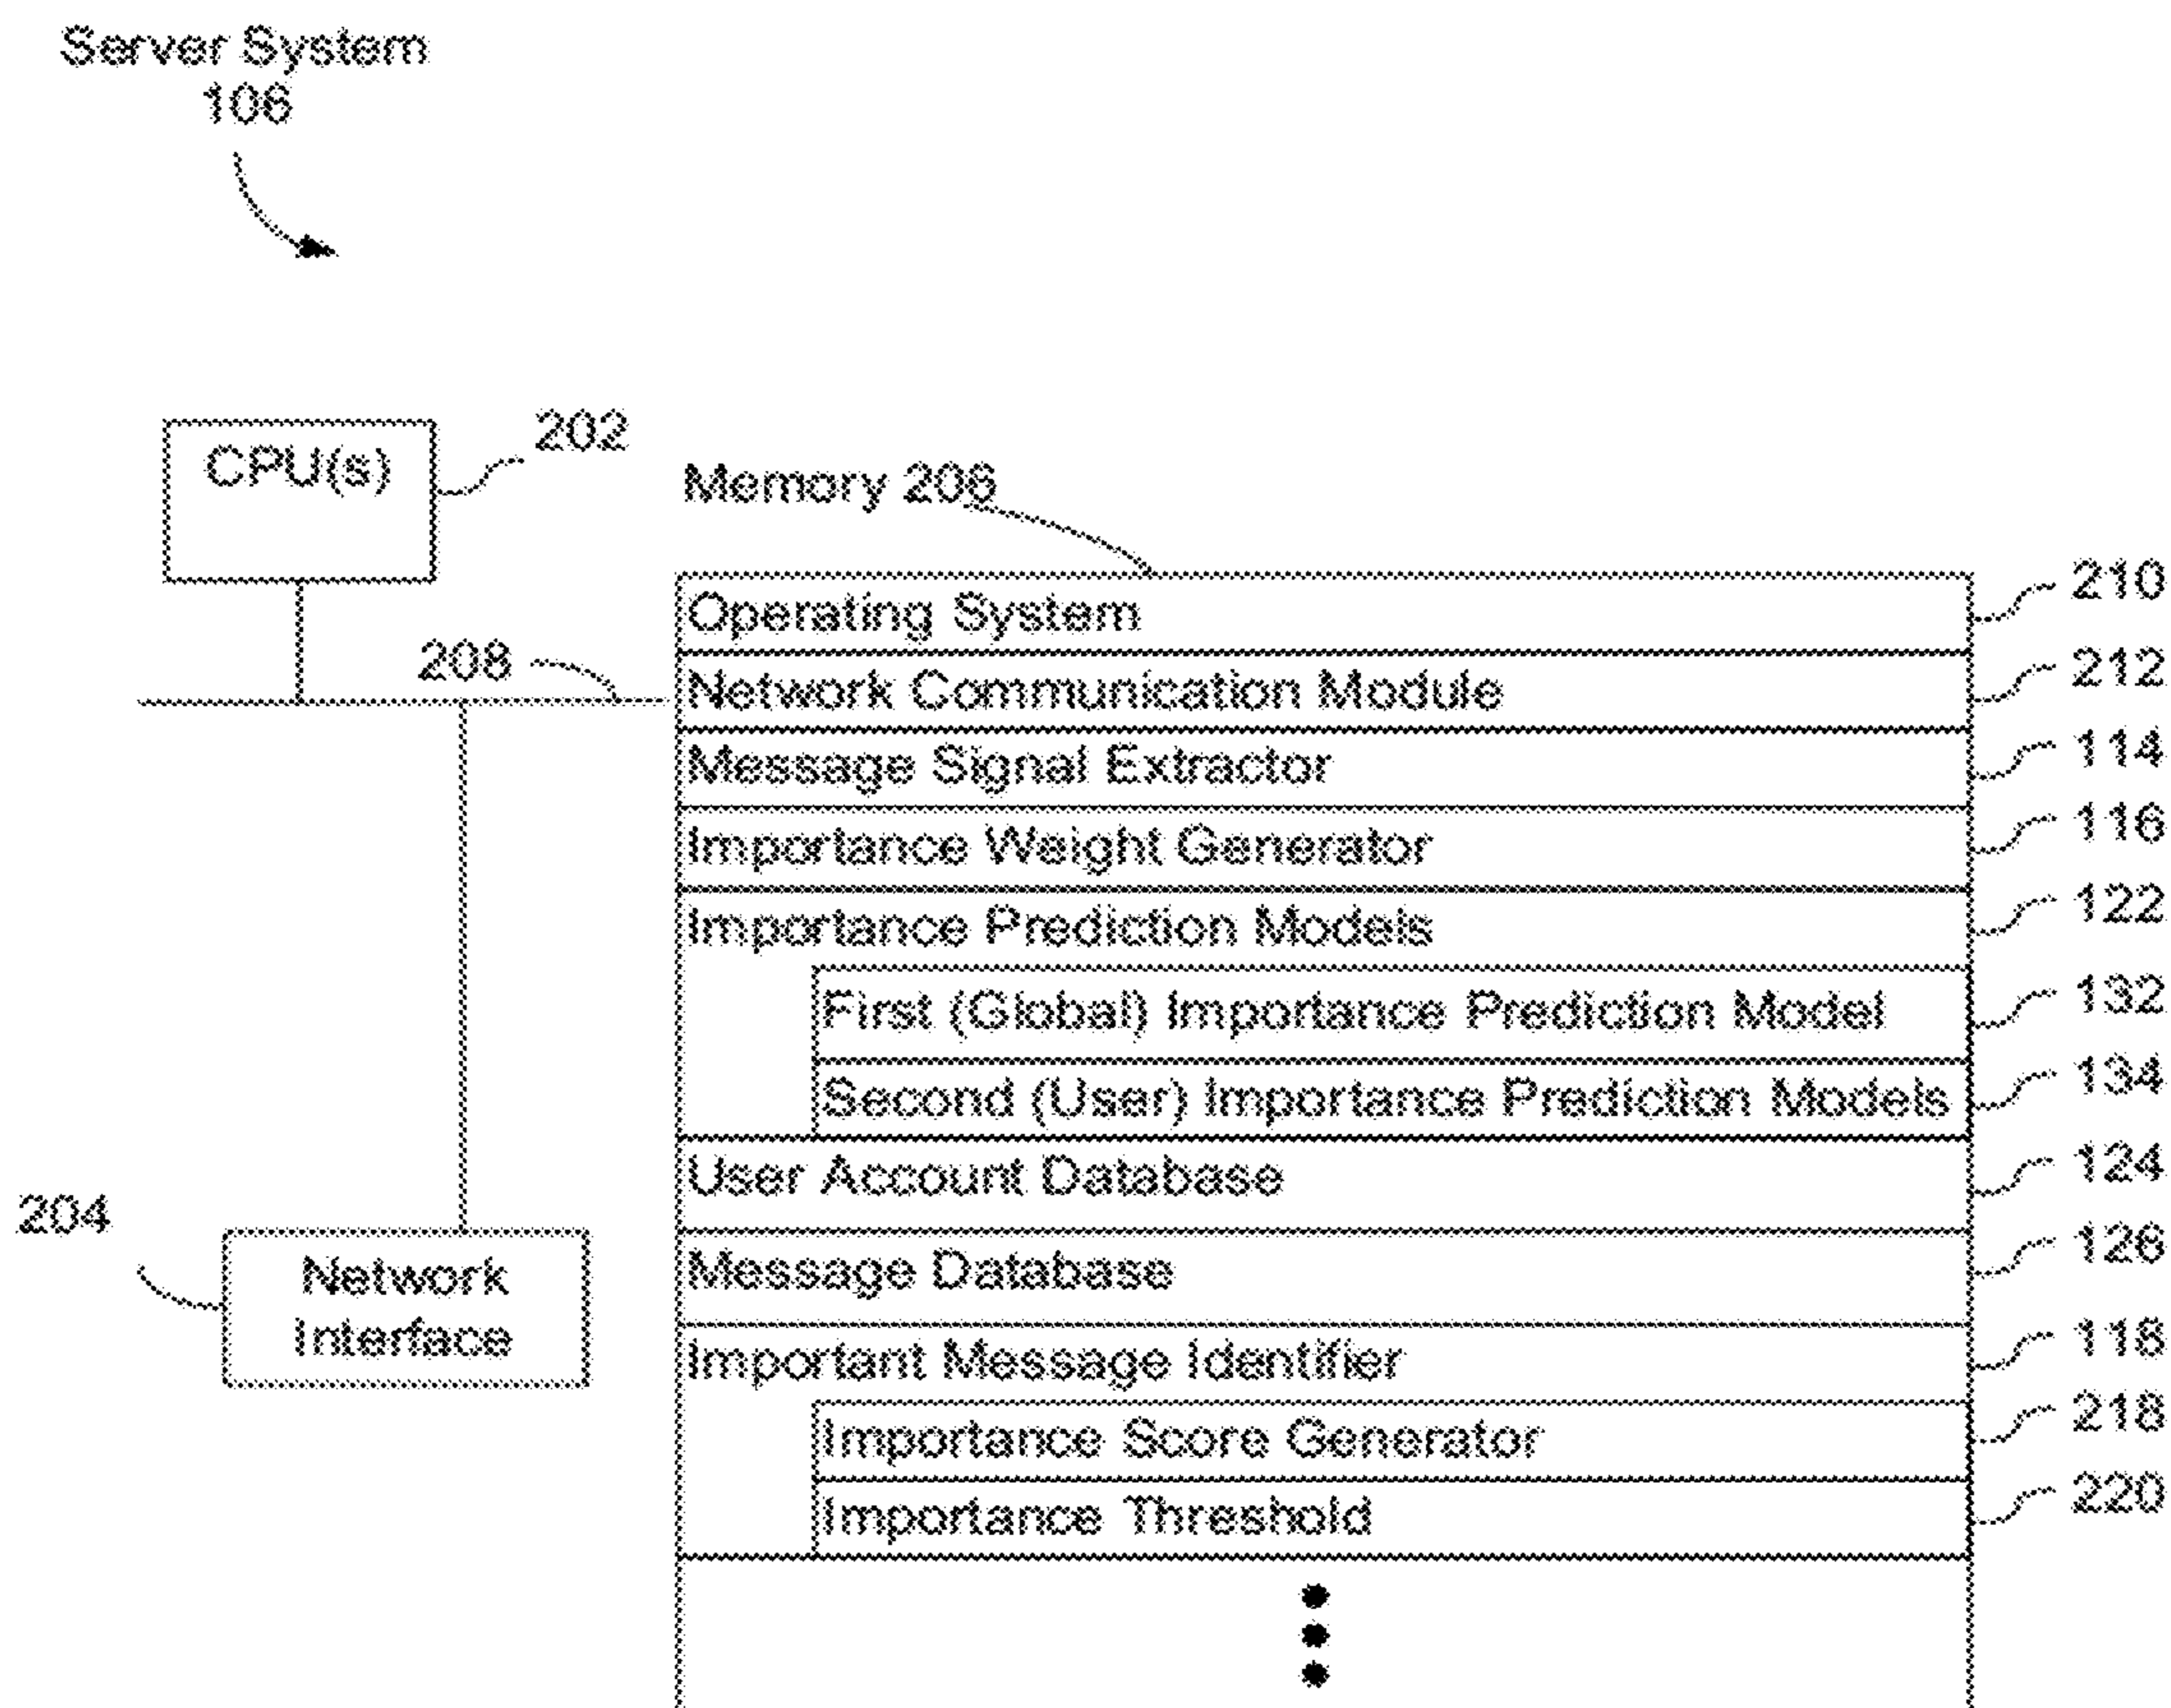 Server System
106
CPU(s)
202
Memory 206
Operating System
210
208
Network Communication Module
212
Message Signal Extractor
114
Importance Weight Generator
116
Importance Prediction Models
122
First (Global) Importance Prediction Model
132
Second (User) Importance Prediction Models
134
User Account Database
124
204
Network
Interface
Message Database
126
Important Message Identifier
118
Importance Score Generator
218
Importance Threshold
220